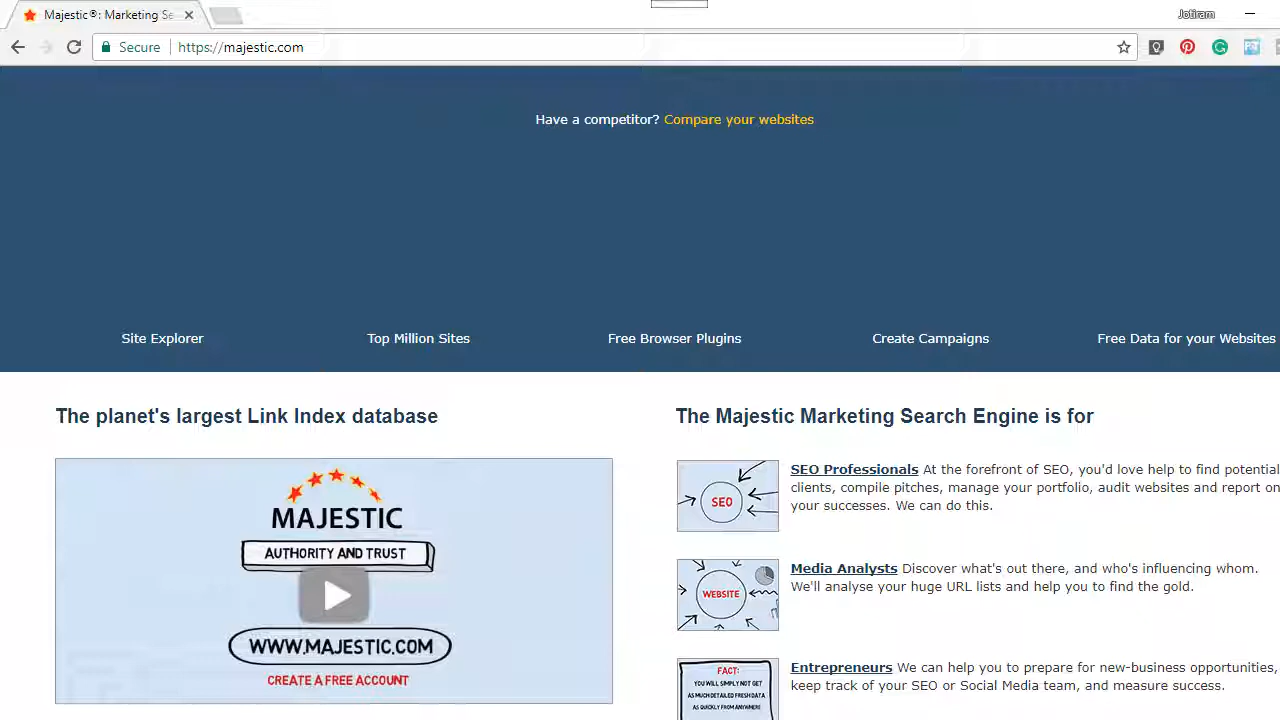 Majestic®: Marketing Se
Jotiram
Secure
https://majestic.com
Have a competitor? Compare your websites
Site Explorer
Top Million Sites
Free Browser Plugins
Create Campaigns
Free Data for your Websites
The planet's largest Link Index database
MAJESTIC
AUTHORITY AND TRUST
WWW.MAJESTIC.COM
CREATE A FREE ACCOUNT
The Majestic Marketing Search Engine is for
SEO
SEO Professionals At the forefront of SEO, you'd love help to find potential
clients, compile pitches, manage your portfolio, audit websites and report on
your successes. We can do this.
WEBSITE
Media Analysts Discover what's out there, and who's influencing whom.
We'll analyse your huge URL lists and help you to find the gold.
FACT:
YOU WILL SIMPLY NOT GET
AS MUCH DETAILED FRESH DATA
AS QUICKLY FROM ANYWHERE
Entrepreneurs We can help you to prepare for new-business opportunities,
keep track of your SEO or Social Media team, and measure success.